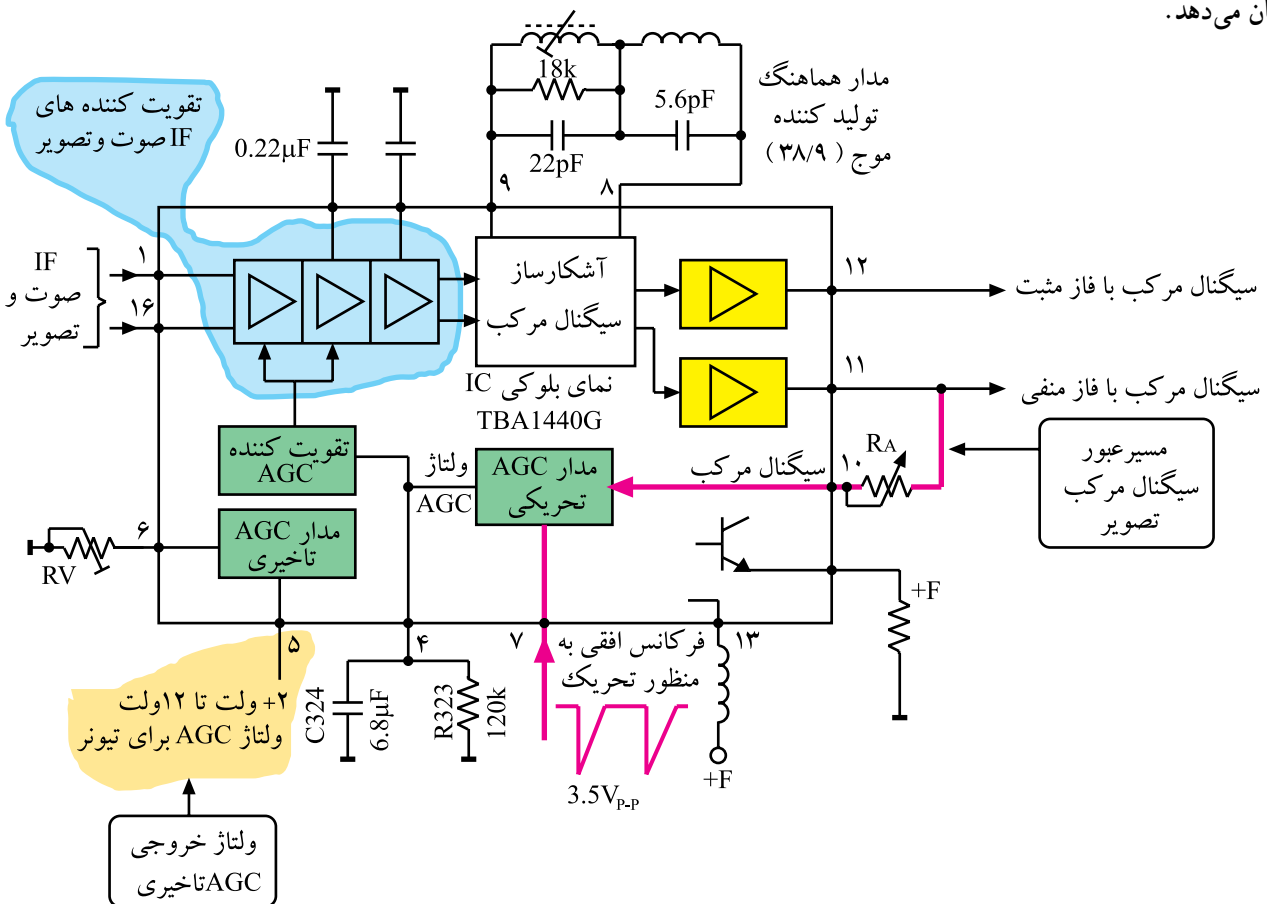 ان می‌دهد.
18k
22pF
5.6pF
مدار هماهنگ
تولید کننده
موج (۳۸/۹)
تقویت کننده های
IF صوت و تصویر
0.22µF
۹
۸
IF
صوت و
تصویر
۱
۱۶
آشکارساز
سیگنال مرکب
نمای بلوکی IC
TBA1440G
۱۲
سیگنال مرکب با فاز مثبت
۱۱
سیگنال مرکب با فاز منفی
تقویت کننده
AGC
ولتاژ
AGC
مدار AGC
تحریکی
سیگنال مرکب
۱۰
RA
مسیرعبور
سیگنال مرکب
تصویر
۶
RV
مدار AGC
تاخیری
۵
۴
۷
فرکانس افقی به
منظور تحریک
۱۳
+F
+F
+۲ ولت تا ۱۲ولت
ولتاژ AGC برای تیونر
C324
6.8µF
R323
120k
3.5VP-P
ولتاژ خروجی
AGCتاخیری